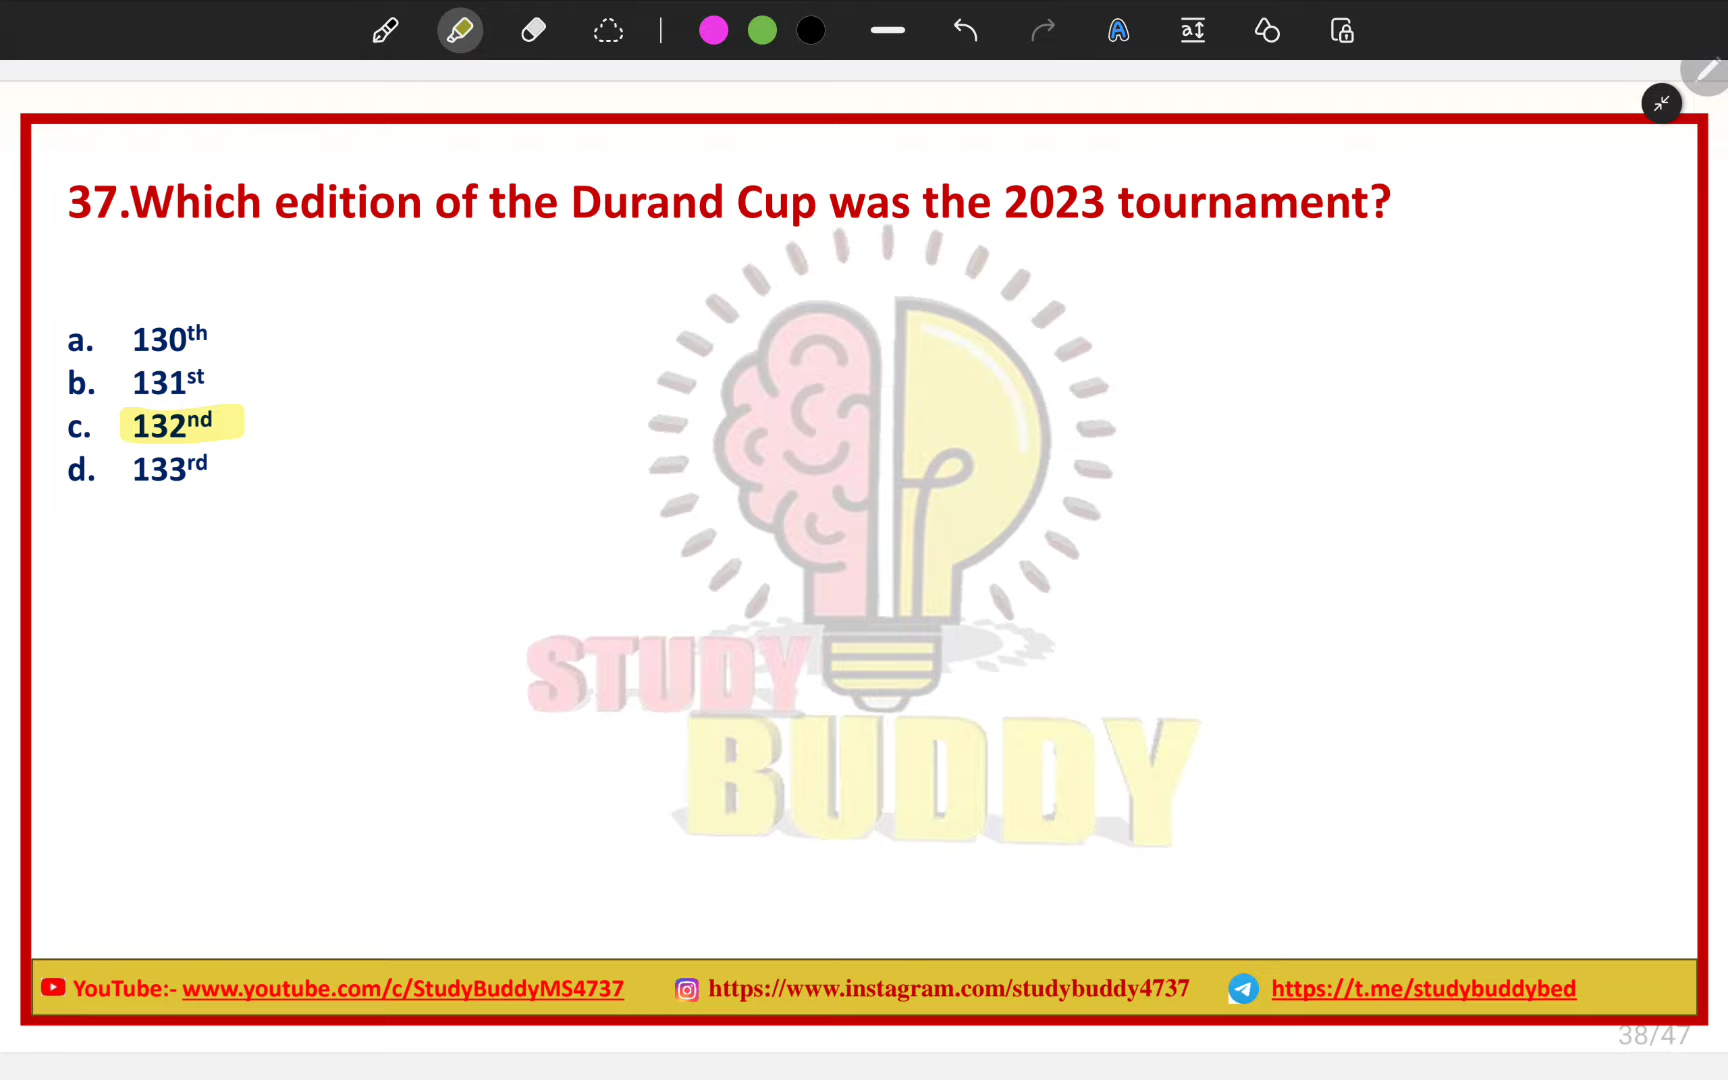 37.Which edition of the Durand Cup was the 2023 tournament?
a. 130th
b. 131st
c. 132nd
d. 133rd
STUDY
BUDDY
YouTube:- www.youtube.com/c/StudyBuddyMS4737 https://www.instagram.com/studybuddy4737 https://t.me/studybuddybed
38/47